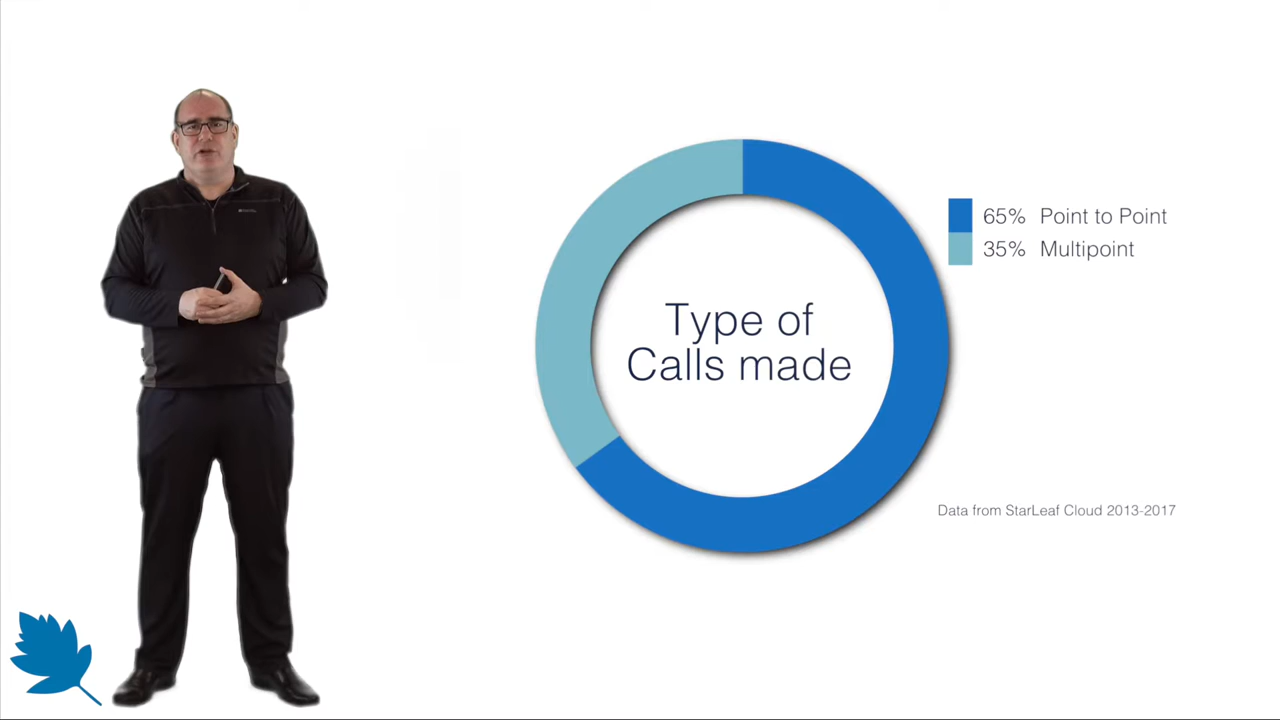 65% Point to Point
35% Multipoint
Type of
Calls made
Data from StarLeaf Cloud 2013-2017